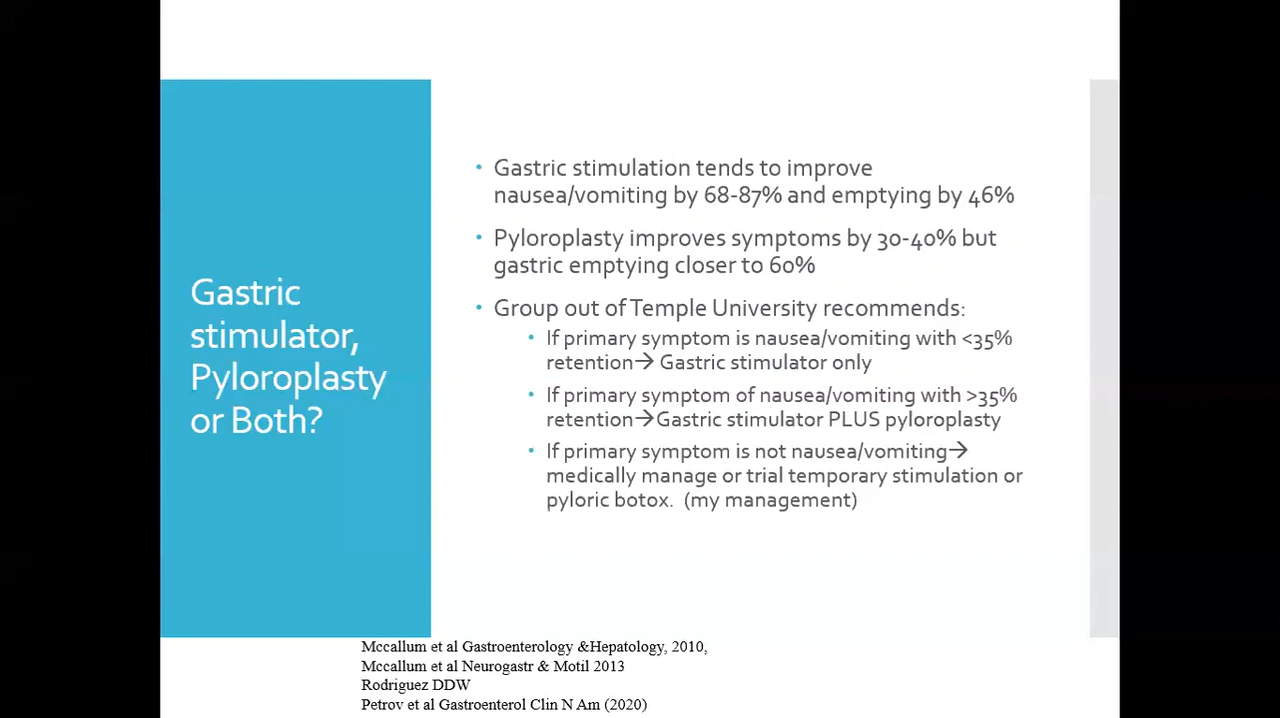 Gastric
stimulator,
Pyloroplasty
or Both?
• Gastric stimulation tends to improve
nausea/vomiting by 68-87% and emptying by 46%
• Pyloroplasty improves symptoms by 30-40% but
gastric emptying closer to 60%
• Group out of Temple University recommends:
• If primary symptom is nausea/vomiting with <35%
retention→ Gastric stimulator only
• If primary symptom of nausea/vomiting with >35%
retention→Gastric stimulator PLUS pyloroplasty
• If primary symptom is not nausea/vomiting→
medically manage or trial temporary stimulation or
pyloric botox. (my management)
Mccallum et al Gastroenterology &Hepatology, 2010,
Mccallum et al Neurogastr & Motil 2013
Rodriguez DDW
Petrov et al Gastroenterol Clin N Am (2020)